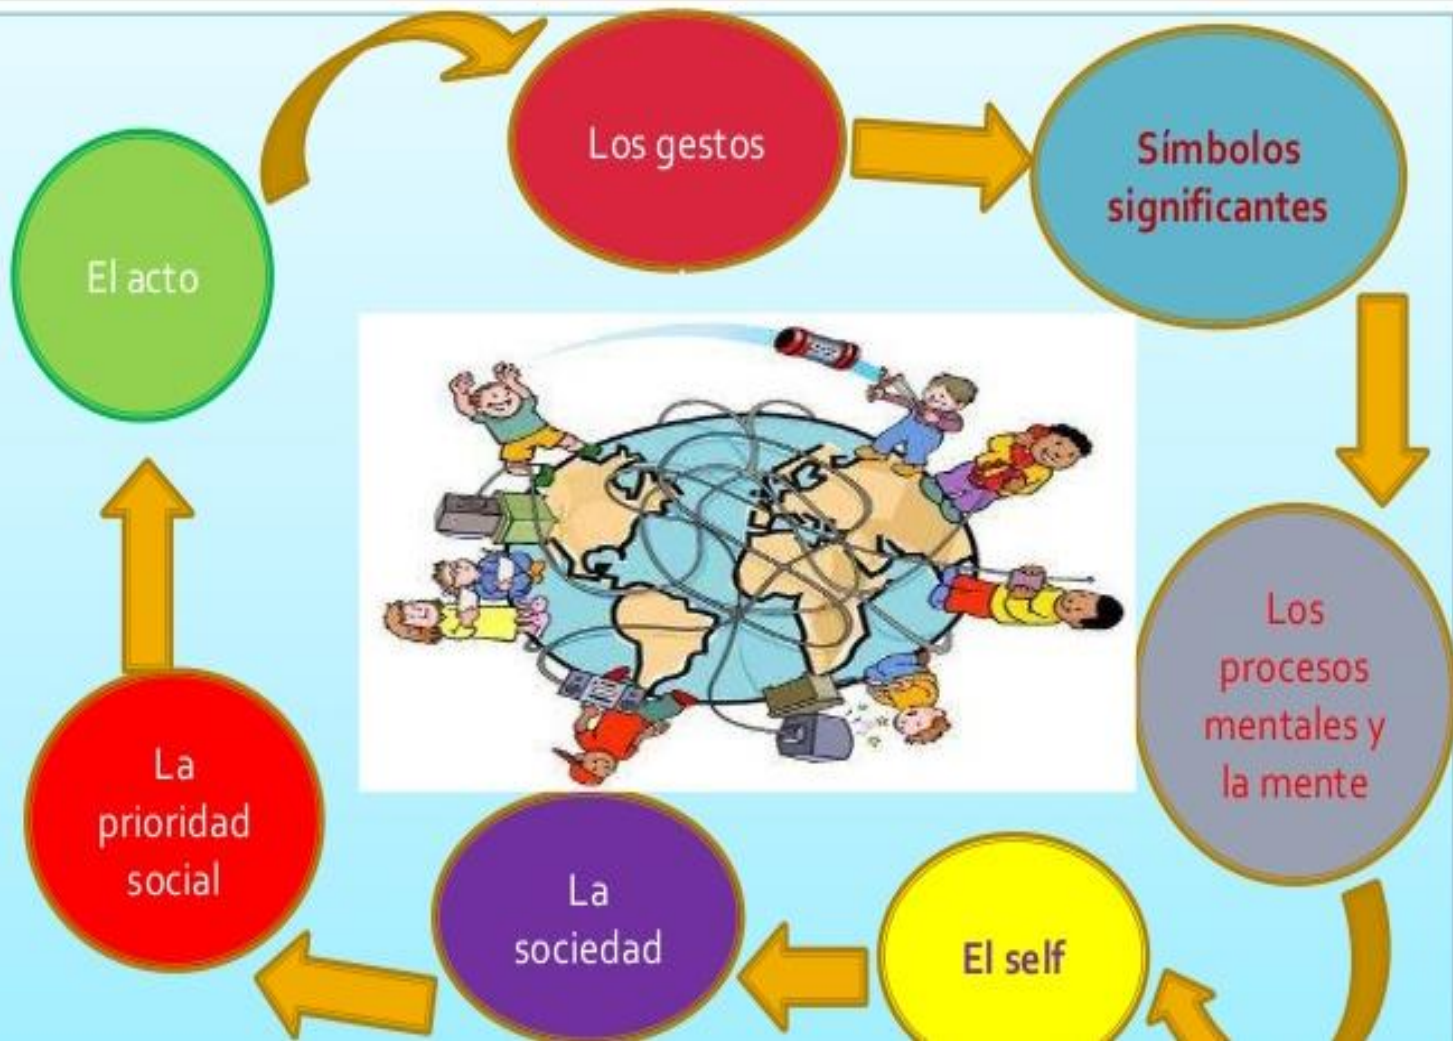 Los gestos
Símbolos
significantes
El acto
Los
procesos
mentales y
la mente
La
prioridad
social
La
sociedad
El self